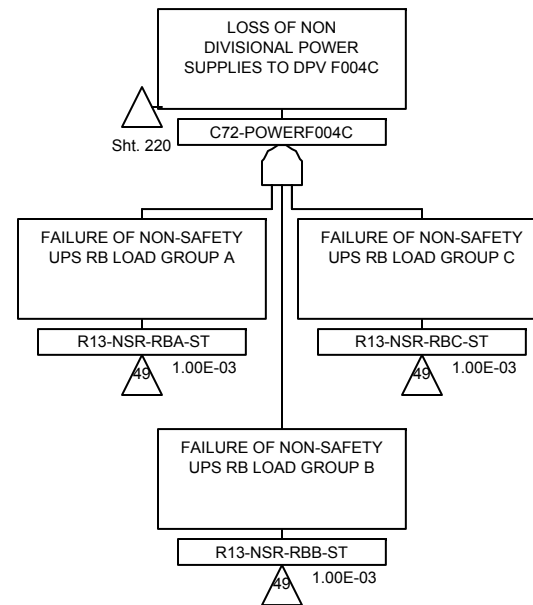 LOSS OF NON
DIVISIONAL POWER
SUPPLIES TO DPV F004C
Sht. 220
C72-POWERF004C
FAILURE OF NON-SAFETY
UPS RB LOAD GROUP A
R13-NSR-RBA-ST
49
1.00E-03
FAILURE OF NON-SAFETY
UPS RB LOAD GROUP C
R13-NSR-RBC-ST
49
1.00E-03
FAILURE OF NON-SAFETY
UPS RB LOAD GROUP B
R13-NSR-RBB-ST
49
1.00E-03